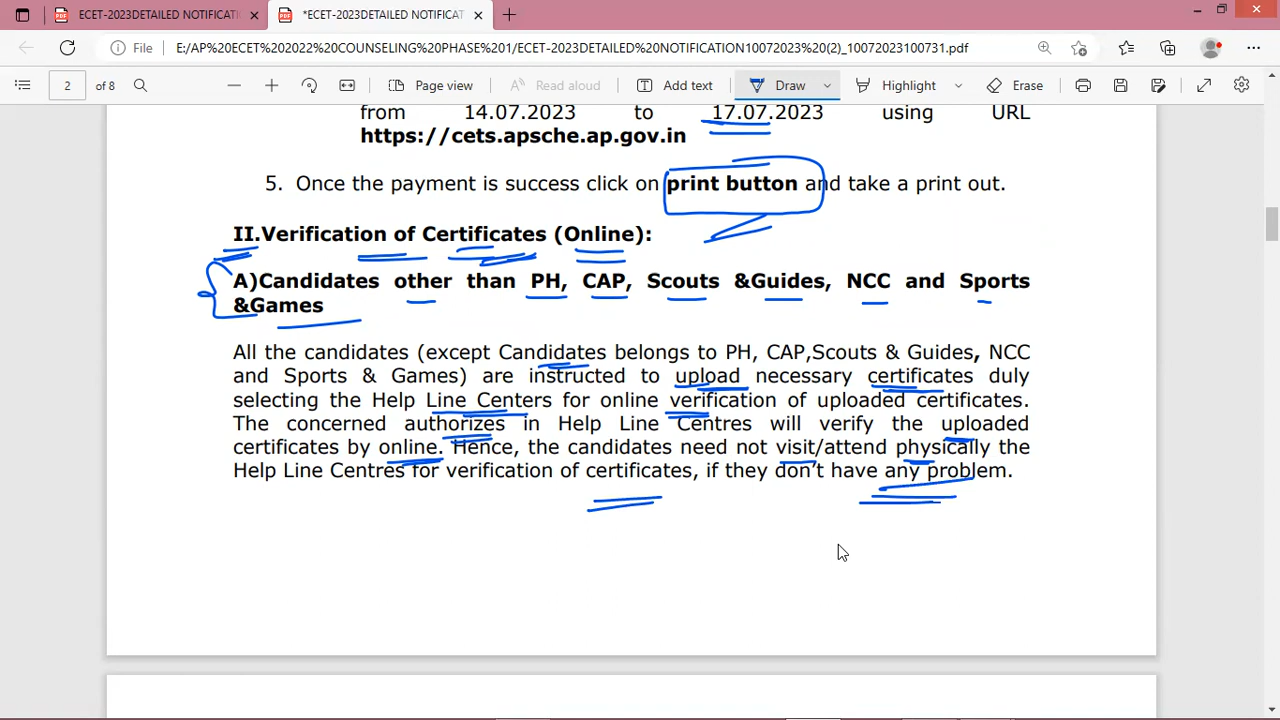 ECET-2023DETAILED NOTIFICATI
*ECET-2023DETAILED NOTIFICAT
File E:/AP%20ECET%202022%20COUNSELING%20PHASE%201/ECET-2023DETAILED%20NOTIFICATION10072023%20(2)_10072023100731.pdf
2 of 8 Page view Read aloud Add text Draw Highlight Erase
from 14.07.2023 to 17.07.2023 using URL
https://cets.apsche.ap.gov.in
5. Once the payment is success click on print button and take a print out.
II.Verification of Certificates (Online):
A)Candidates other than PH, CAP, Scouts &Guides, NCC and Sports
&Games
All the candidates (except Candidates belongs to PH, CAP,Scouts & Guides, NCC
and Sports & Games) are instructed to upload necessary certificates duly
selecting the Help Line Centers for online verification of uploaded certificates.
The concerned authorizes in Help Line Centres will verify the uploaded
certificates by online. Hence, the candidates need not visit/attend physically the
Help Line Centres for verification of certificates, if they don't have any problem.